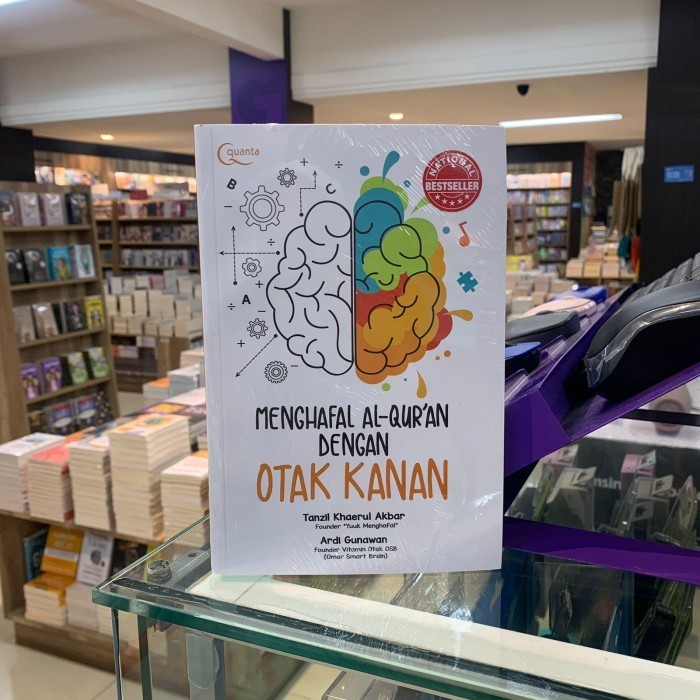 quanta
NATIONAL
BESTSELLER
B
C
A
MENGHAFAL AL-QUR'AN
DENGAN
OTAK KANAN
Tanzil Khaerul Akbar
Founder "Yuuk MenghaFal"
Ardi Gunawan
Founder Vitamin Otak OSB
(Omar Smart Brain)